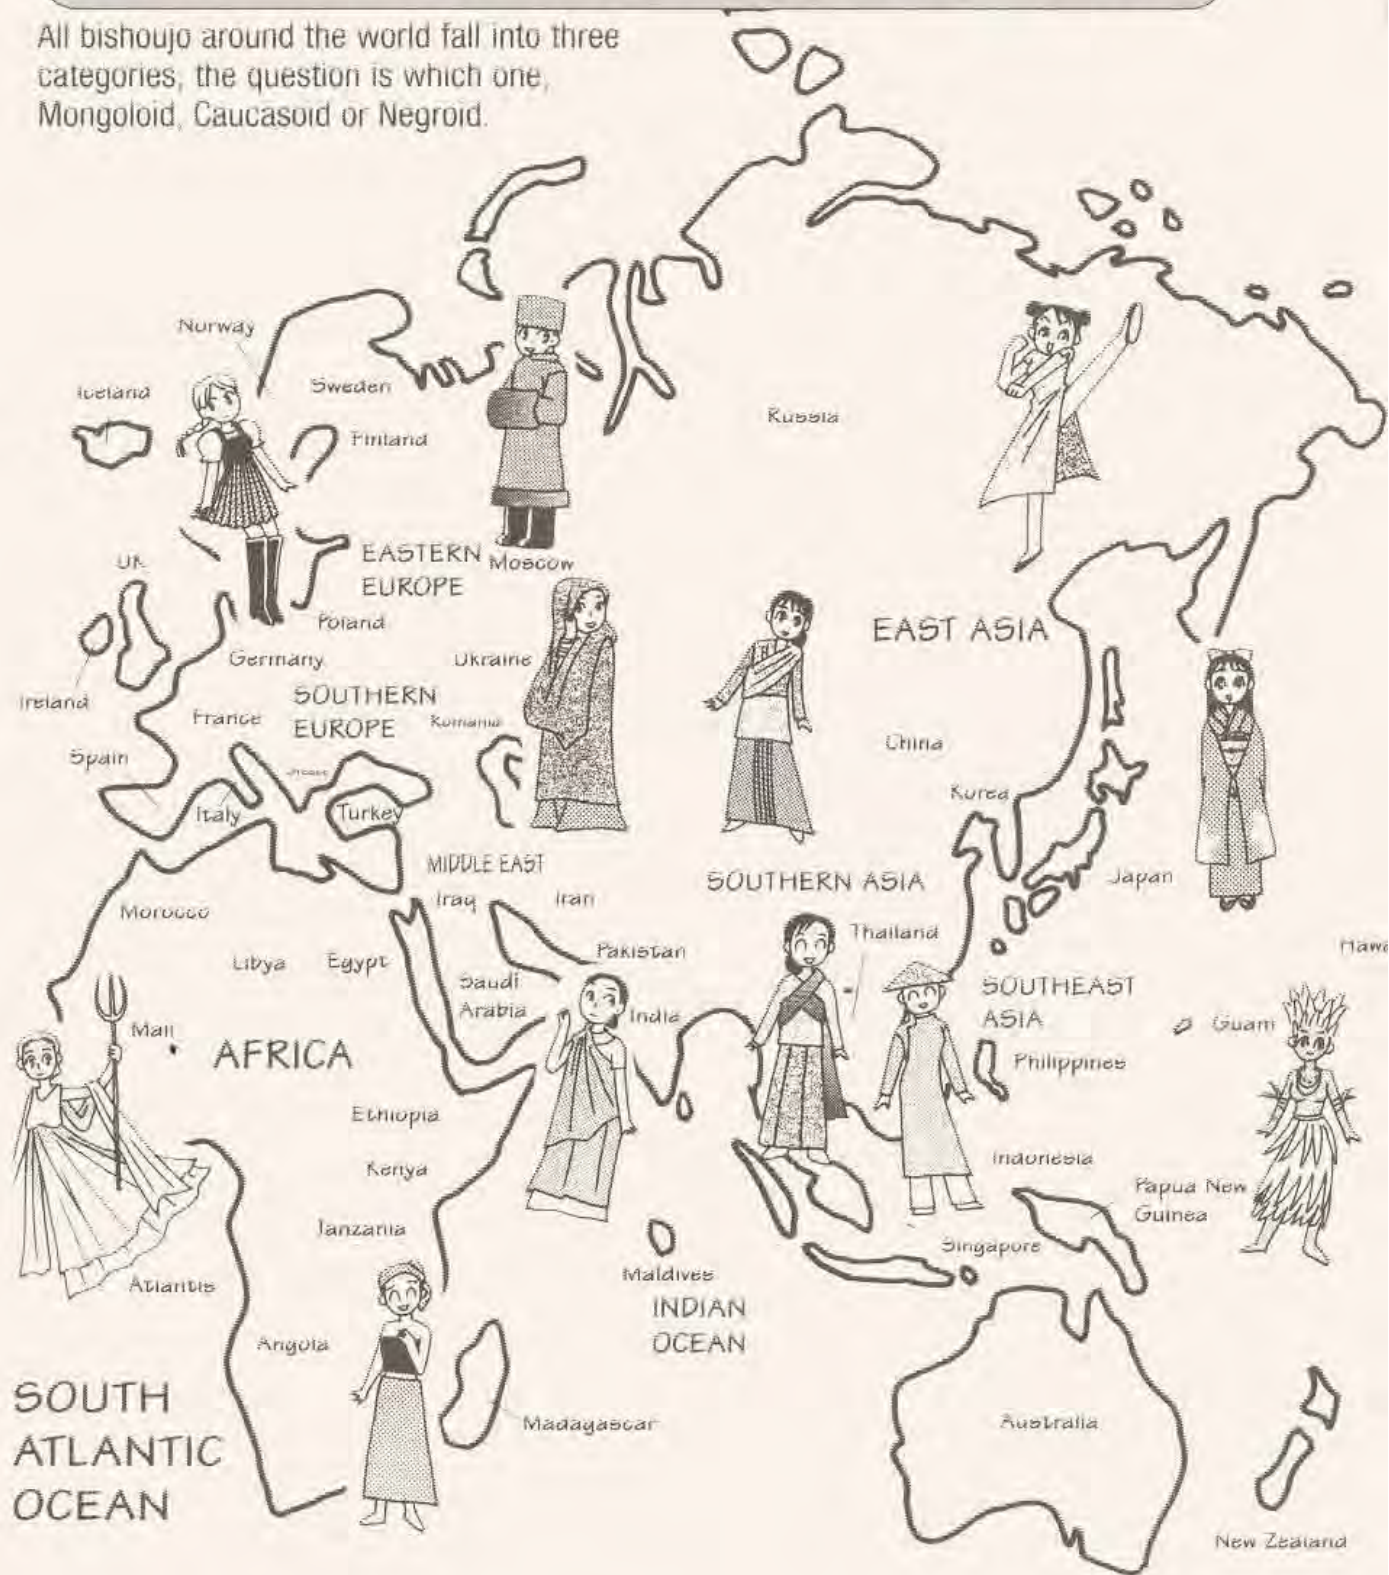 All bishoujo around the world fall into three
categories, the question is which one,
Mongoloid, Caucasoid or Negroid.
Norway
Iceland
Sweden
Finland
Russia
UK
EASTERN
EUROPE
Moscow
Poland
EAST ASIA
Germany
Ukraine
Ireland
SOUTHERN
EUROPE
France
Romania
Spain
China
Italy
Turkey
Korea
MIDDLE EAST
SOUTHERN ASIA
Japan
Iraq
Iran
Morocco
Thailand
Libya
Egypt
Pakistan
Saudi
Arabia
India
SOUTHEAST
ASIA
Guam
Mali
AFRICA
Philippines
Ethiopia
Kenya
Indonesia
Papua New
Guinea
Tanzania
Singapore
Maldives
Atlantis
INDIAN
OCEAN
Angola
SOUTH
ATLANTIC
OCEAN
Madagascar
Australia
New Zealand